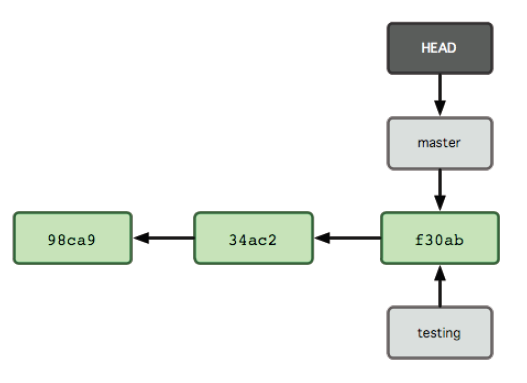 HEAD
master
98ca9
34ac2
f30ab
testing